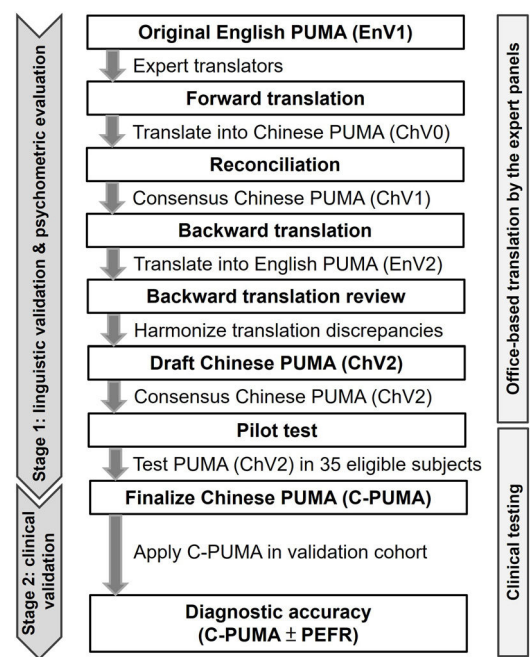 Original English PUMA (EnV1)
Expert translators
Forward translation
Translate into Chinese PUMA (ChV0)
Reconciliation
Consensus Chinese PUMA (ChV1)
Backward translation
Translate into English PUMA (EnV2)
Backward translation review
Harmonize translation discrepancies
Draft Chinese PUMA (ChV2)
Consensus Chinese PUMA (ChV2)
Pilot test
Test PUMA (ChV2) in 35 eligible subjects
Finalize Chinese PUMA (C-PUMA)
Apply C-PUMA in validation cohort
Diagnostic accuracy
(C-PUMA ± PEFR)
Stage 1: linguistic validation & psychometric evaluation
Stage 2: clinical
validation
Office-based translation by the expert panels
Clinical testing